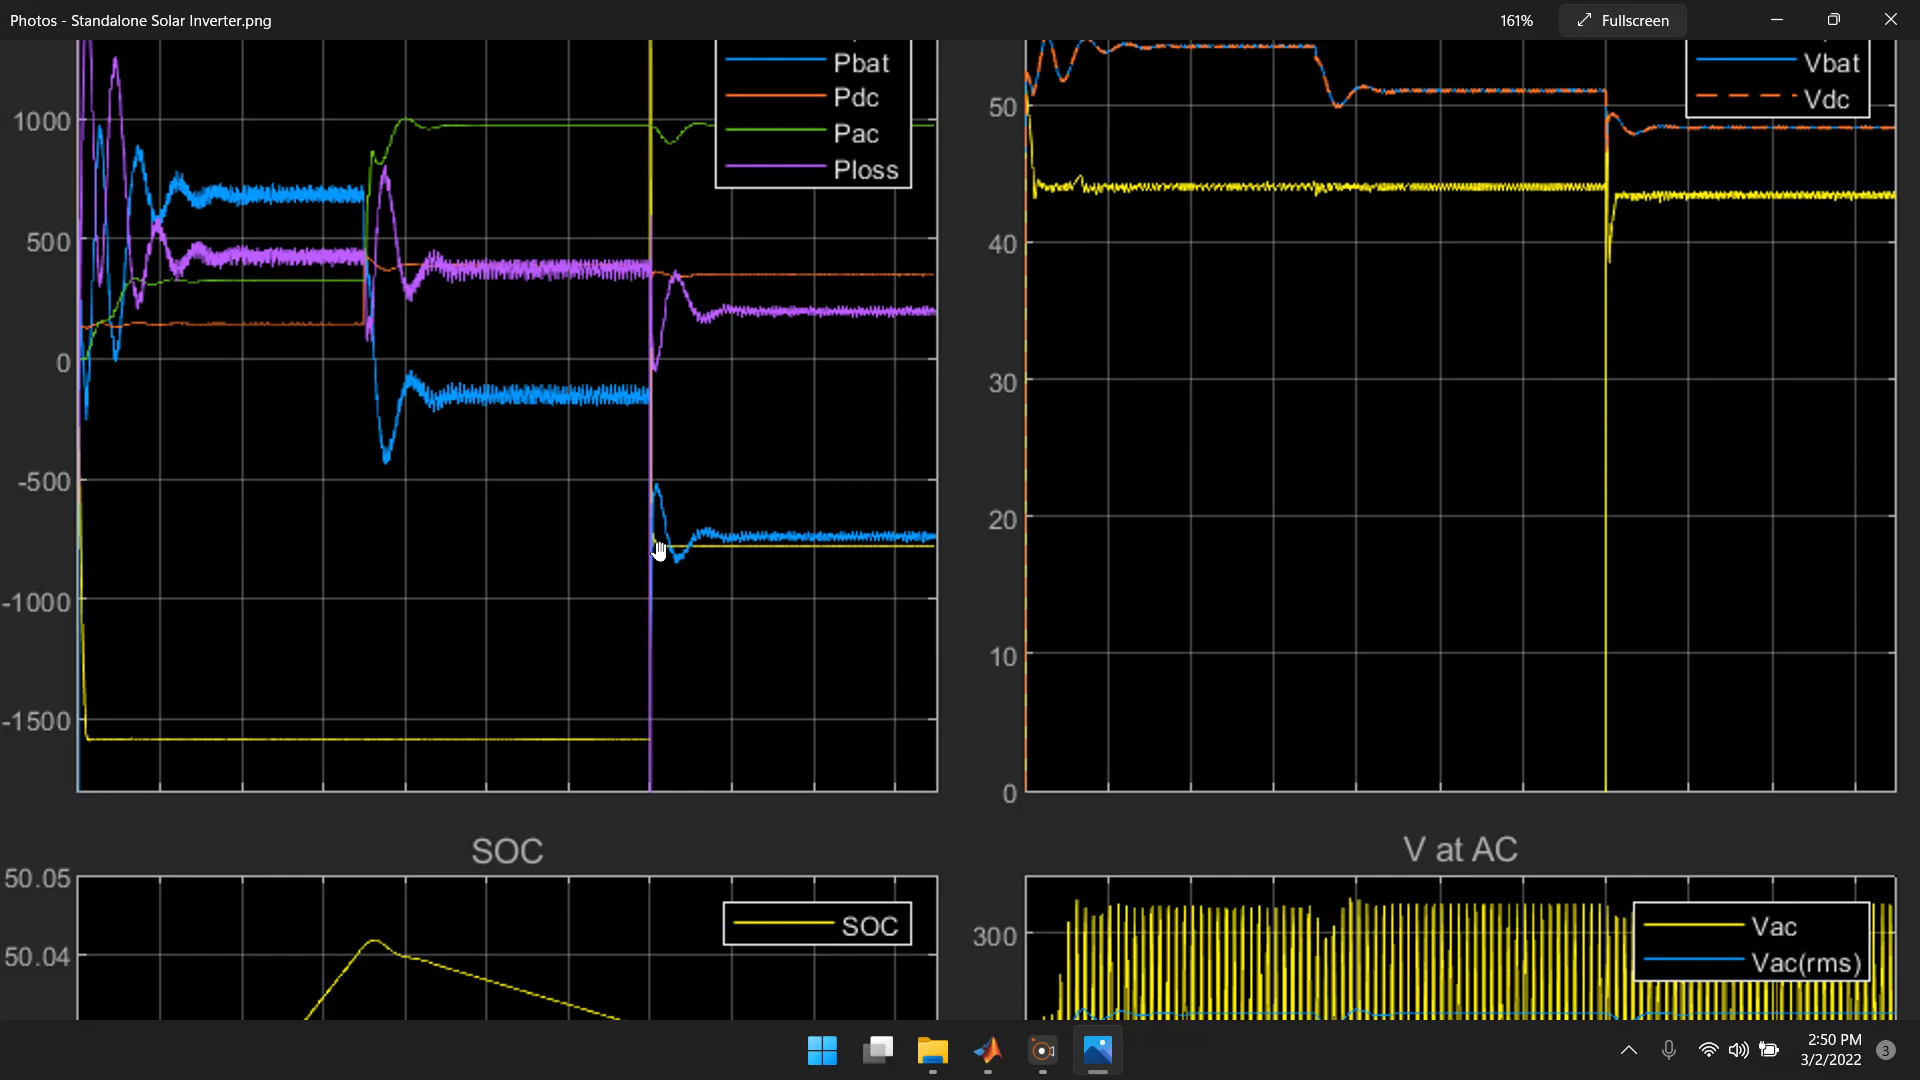 Photos - Standalone Solar Inverter.png
161%
Fullscreen
Pbat
Pdc
Pac
Ploss
1000
500
0
-500
-1000
-1500
Vbat
Vdc
50
40
30
20
10
0
SOC
50.05
50.04
SOC
V at AC
300
Vac
Vac(rms)
2:50 PM
3/2/2022
3